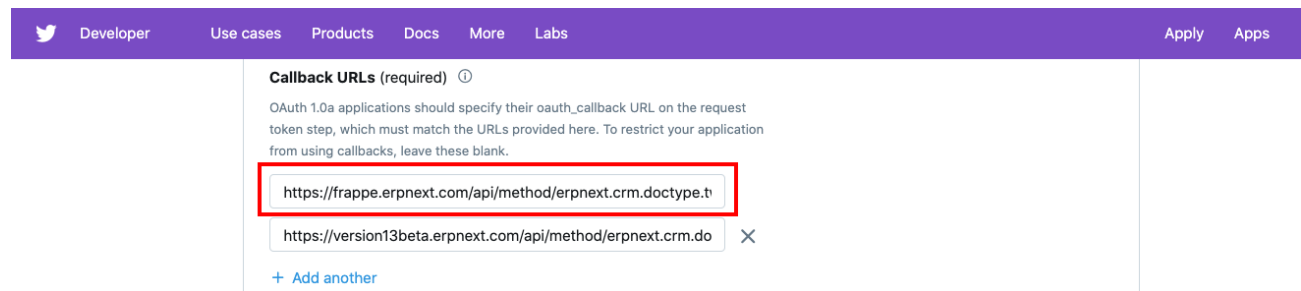 Developer Use cases Products Docs More Labs Apply Apps
Callback URLs (required)
OAuth 1.0a applications should specify their oauth_callback URL on the request
token step, which must match the URLs provided here. To restrict your application
from using callbacks, leave these blank.
https://frappe.erpnext.com/api/method/erpnext.crm.doctype.t
https://version13beta.erpnext.com/api/method/erpnext.crm.do
+ Add another